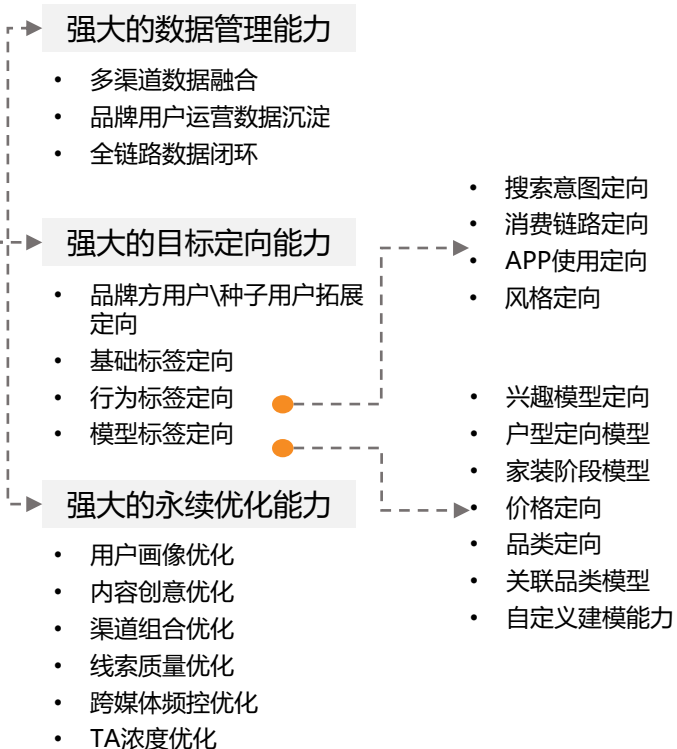 强大的数据管理能力
• 多渠道数据融合
• 品牌用户运营数据沉淀
• 全链路数据闭环
强大的目标定向能力
• 品牌方用户\种子用户拓展
定向
• 基础标签定向
• 行为标签定向
• 模型标签定向
• 搜索意图定向
• 消费链路定向
• APP使用定向
• 风格定向
• 兴趣模型定向
• 户型定向模型
• 家装阶段模型
• 价格定向
• 品类定向
• 关联品类模型
• 自定义建模能力
强大的永续优化能力
• 用户画像优化
• 内容创意优化
• 渠道组合优化
• 线索质量优化
• 跨媒体频控优化
• TA浓度优化